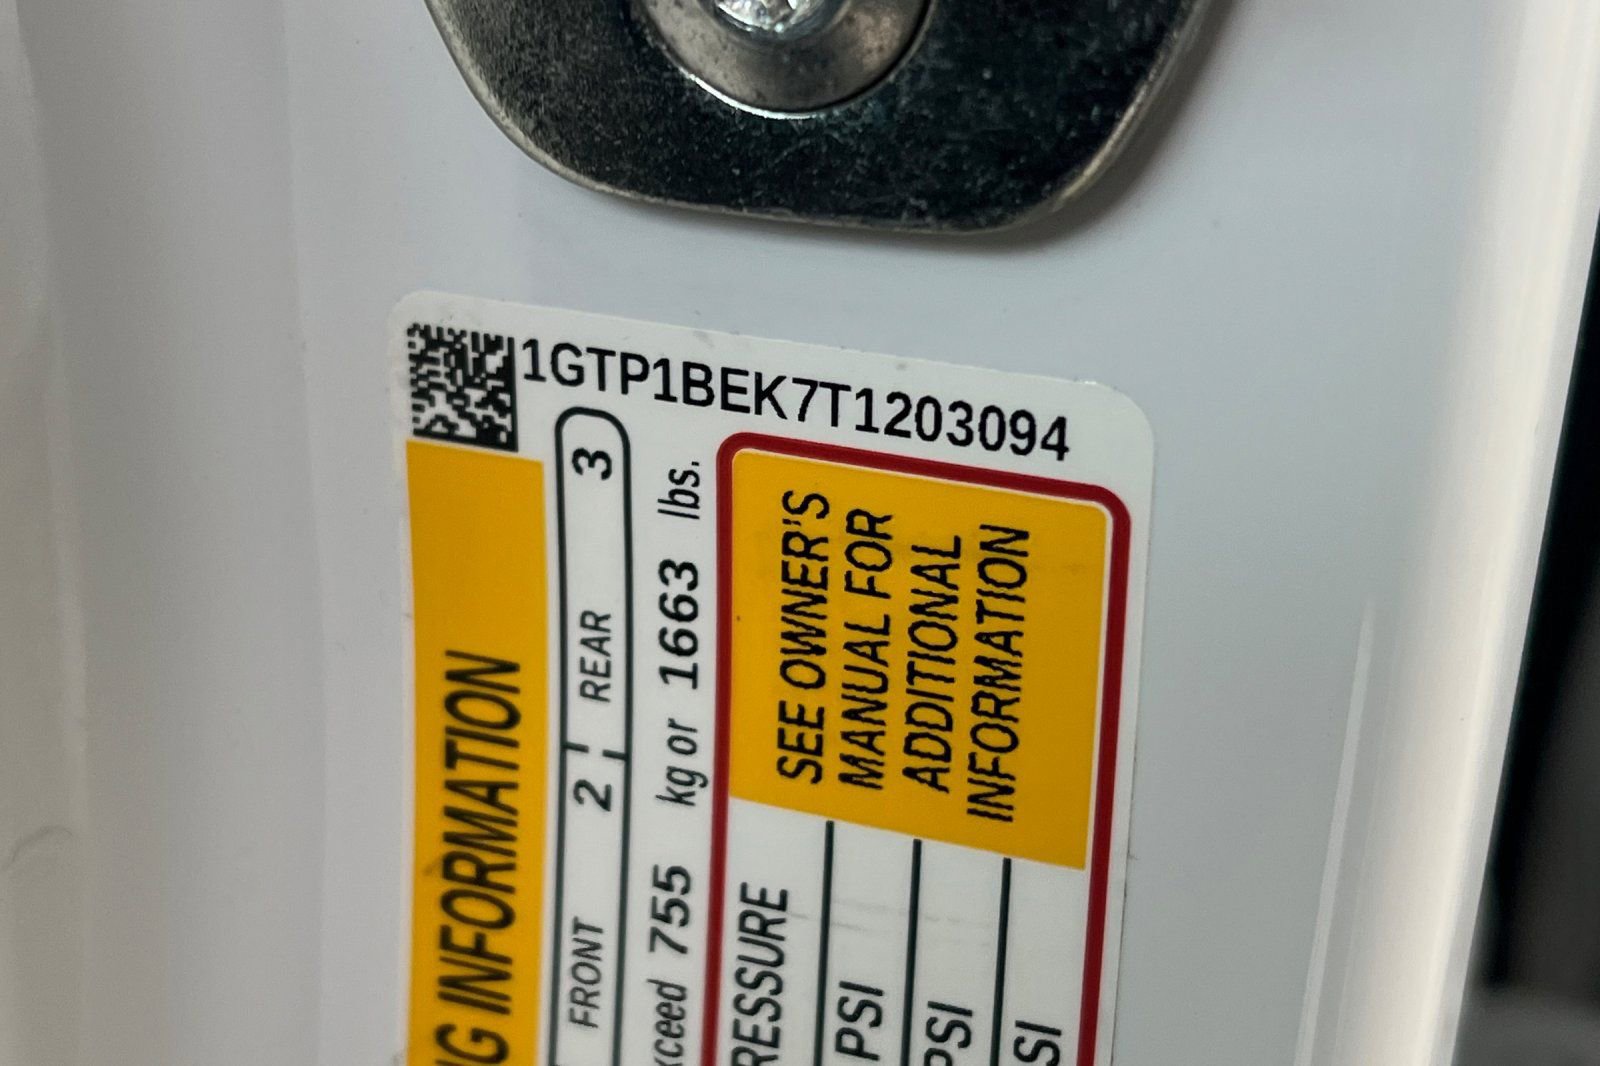 1GTP1BEK7T1203094
NG INFORMATION
FRONT 2 REAR 3
xceed 755 kg or 1663 lbs.
RESSURE
SEE OWNER'S
MANUAL FOR
ADDITIONAL
INFORMATION
PSI
PSI
SI